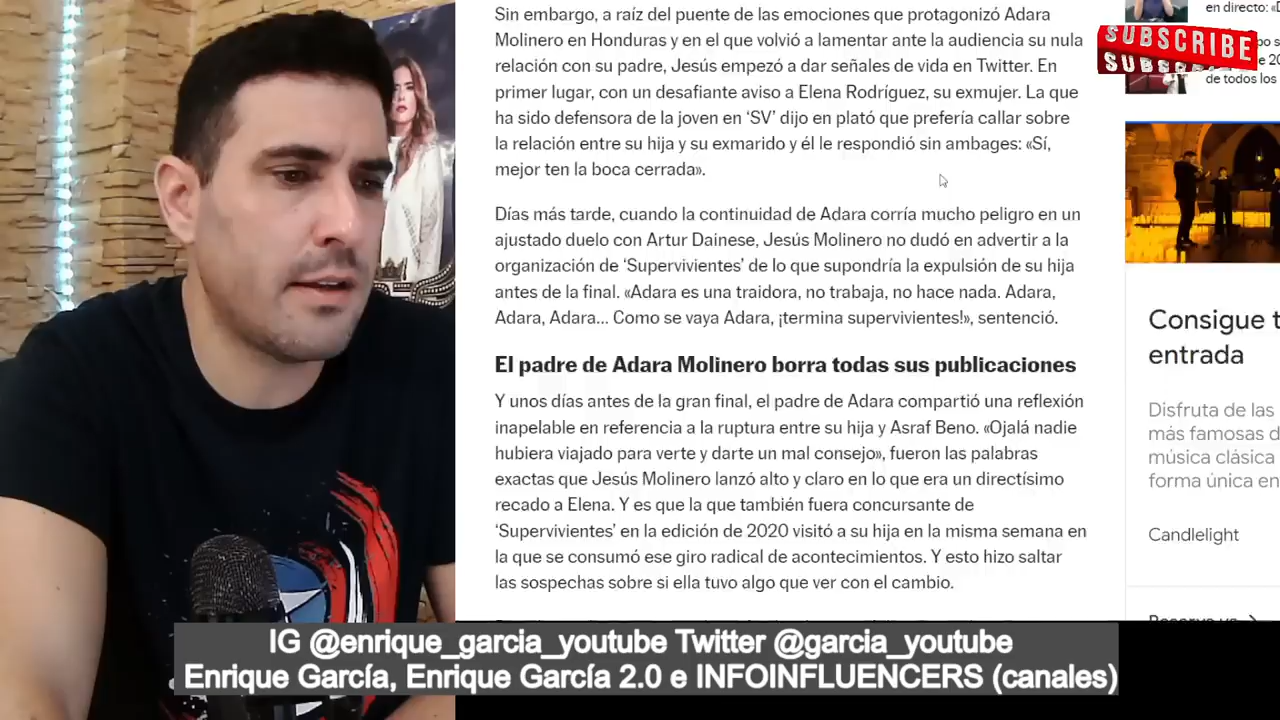 Sin embargo, a raíz del puente de las emociones que protagonizó Adara
Molinero en Honduras y en el que volvió a lamentar ante la audiencia su nula
relación con su padre, Jesús empezó a dar señales de vida en Twitter. En
primer lugar, con un desafiante aviso a Elena Rodríguez, su exmujer. La que
ha sido defensora de la joven en ‘SV’ dijo en plató que prefería callar sobre
la relación entre su hija y su exmarido y él le respondió sin ambages: «Sí,
mejor ten la boca cerrada».
Días más tarde, cuando la continuidad de Adara corría mucho peligro en un
ajustado duelo con Artur Dainese, Jesús Molinero no dudó en advertir a la
organización de ‘Supervivientes’ de lo que supondría la expulsión de su hija
antes de la final. «Adara es una traidora, no trabaja, no hace nada. Adara,
Adara, Adara... Como se vaya Adara, ¡termina supervivientes!», sentenció.
El padre de Adara Molinero borra todas sus publicaciones
Y unos días antes de la gran final, el padre de Adara compartió una reflexión
inapelable en referencia a la ruptura entre su hija y Asraf Beno. «Ojalá nadie
hubiera viajado para verte y darte un mal consejo», fueron las palabras
exactas que Jesús Molinero lanzó alto y claro en lo que era un directísimo
recado a Elena. Y es que la que también fuera concursante de
‘Supervivientes’ en la edición de 2020 visitó a su hija en la misma semana en
la que se consumó ese giro radical de acontecimientos. Y esto hizo saltar
las sospechas sobre si ella tuvo algo que ver con el cambio.
en directo:
SUBSCRIBE
de todos los
Consigue t
entrada
Disfruta de las
más famosas d
música clásica
forma única en
Candlelight
IG @enrique_garcia_youtube Twitter @garcia_youtube
Enrique García, Enrique García 2.0 e INFOINFLUENCERS (canales)